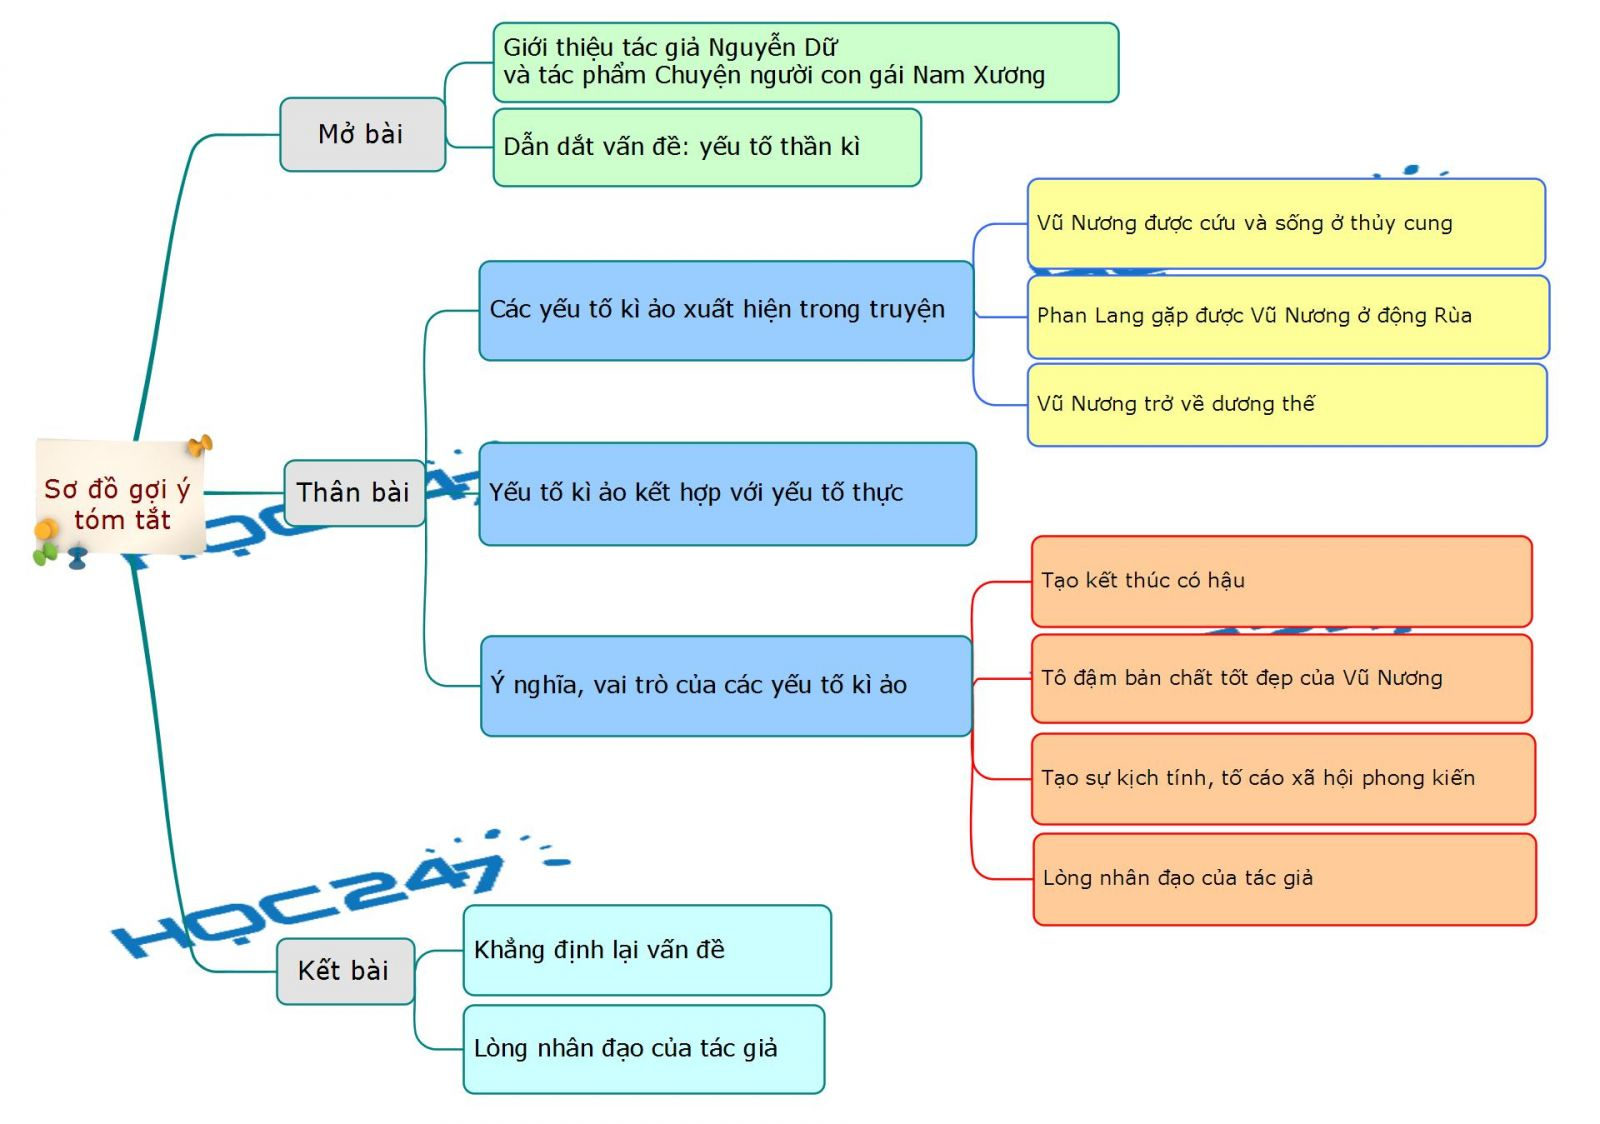 Giới thiệu tác giả Nguyễn Dữ
và tác phẩm Chuyện người con gái Nam Xương
Mở bài
Dẫn dắt vấn đề: yếu tố thần kì
Vũ Nương được cứu và sống ở thủy cung
Các yếu tố kì ảo xuất hiện trong truyện
Phan Lang gặp được Vũ Nương ở động Rùa
Vũ Nương trở về dương thế
Sơ đồ gợi ý
tóm tắt
Thân bài
Yếu tố kì ảo kết hợp với yếu tố thực
Tạo kết thúc có hậu
Ý nghĩa, vai trò của các yếu tố kì ảo
Tô đậm bản chất tốt đẹp của Vũ Nương
Tạo sự kịch tính, tố cáo xã hội phong kiến
Lòng nhân đạo của tác giả
HỌC247
Kết bài
Khẳng định lại vấn đề
Lòng nhân đạo của tác giả